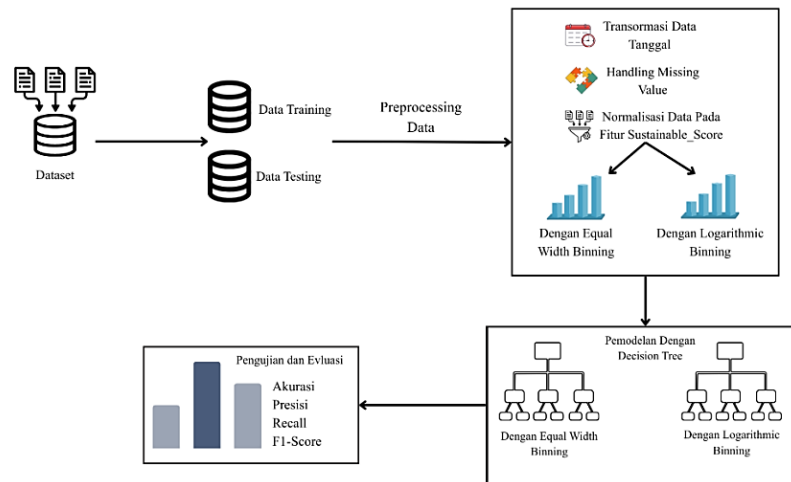 Dataset
Data Training
Data Testing
Preprocessing
Data
Transormasi Data
Tanggal
Handling Missing
Value
Normalisasi Data Pada
Fitur Sustainable_Score
Dengan Equal
Width Binning
Dengan Logarithmic
Binning
Pemodelan Dengan
Decision Tree
Dengan Equal Width
Binning
Dengan Logarithmic
Binning
Pengujian dan Evluasi
Akurasi
Presisi
Recall
F1-Score